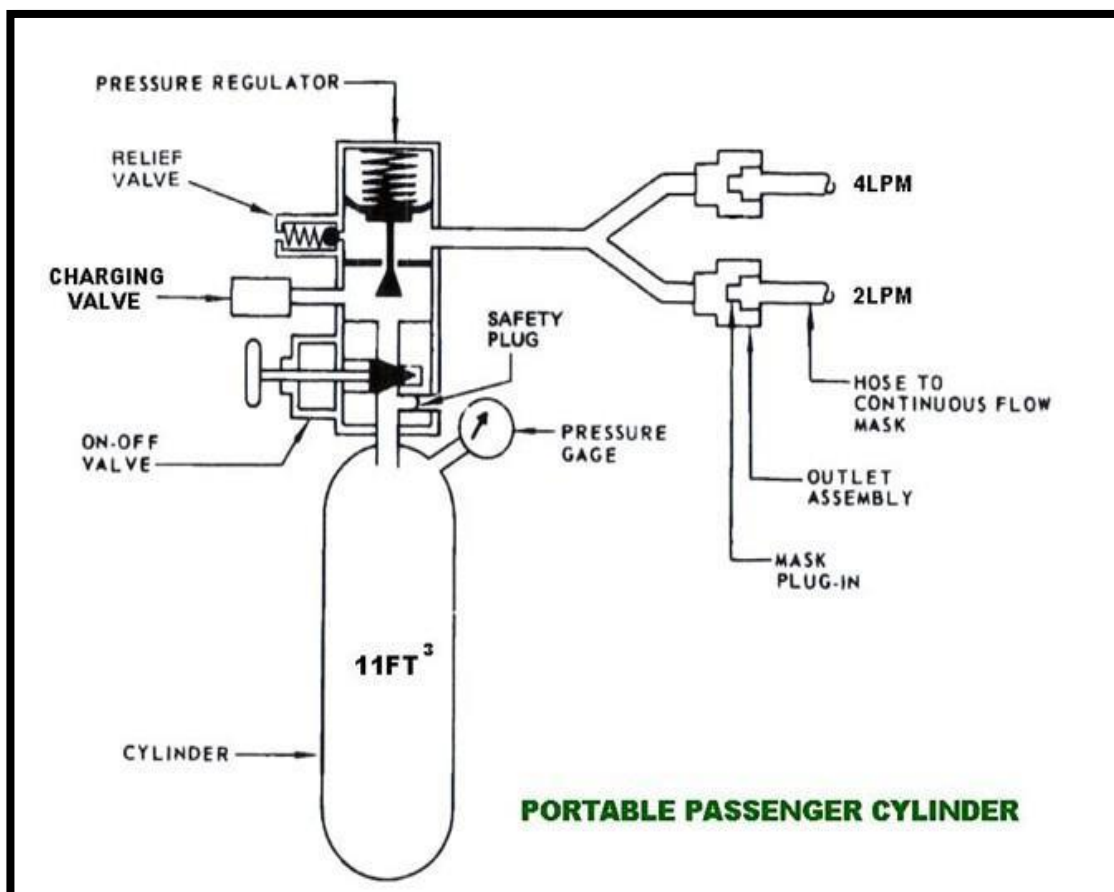 PRESSURE REGULATOR
RELIEF
VALVE
CHARGING
VALVE
SAFETY
PLUG
4LPM
2LPM
HOSE TO
CONTINUOUS FLOW
MASK
ON-OFF
VALVE
PRESSURE
GAGE
OUTLET
ASSEMBLY
MASK
PLUG-IN
11FT³
CYLINDER
PORTABLE PASSENGER CYLINDER